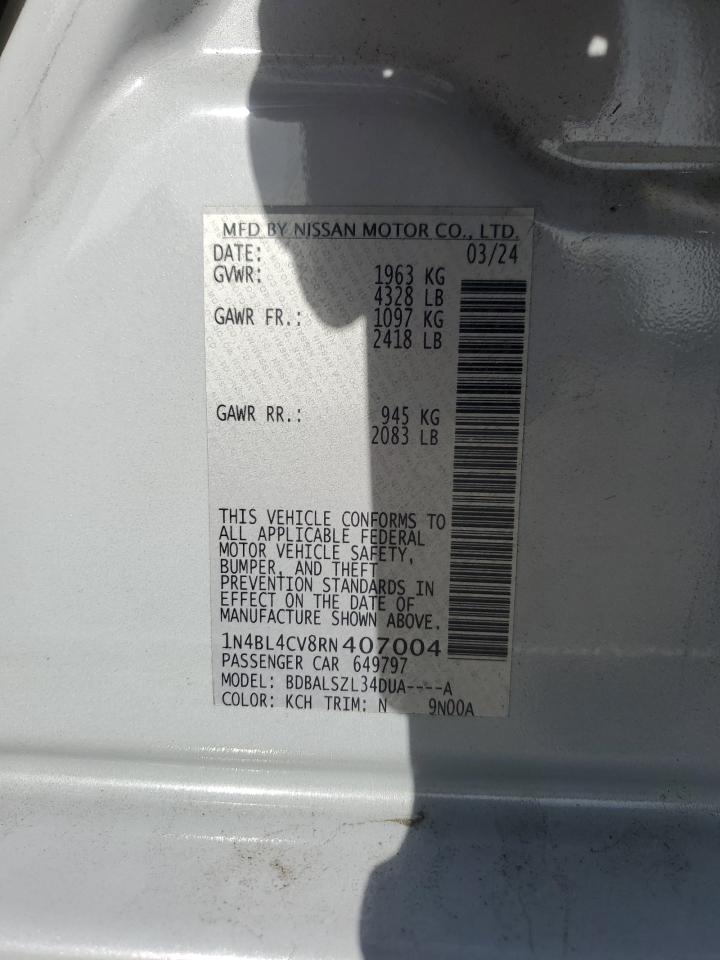 MFD BY NISSAN MOTOR CO., LTD.
DATE: 03/24
GVWR: 1963 KG
4328 LB
GAWR FR.: 1097 KG
2418 LB
GAWR RR.: 945 KG
2083 LB
THIS VEHICLE CONFORMS TO
ALL APPLICABLE FEDERAL
MOTOR VEHICLE SAFETY,
BUMPER, AND THEFT
PREVENTION STANDARDS IN
EFFECT ON THE DATE OF
MANUFACTURE SHOWN ABOVE.
1N4BL4CV8RN407004
PASSENGER CAR 649797
MODEL: BDBALSZL34DUA----A
COLOR: KCH TRIM: N 9N00A